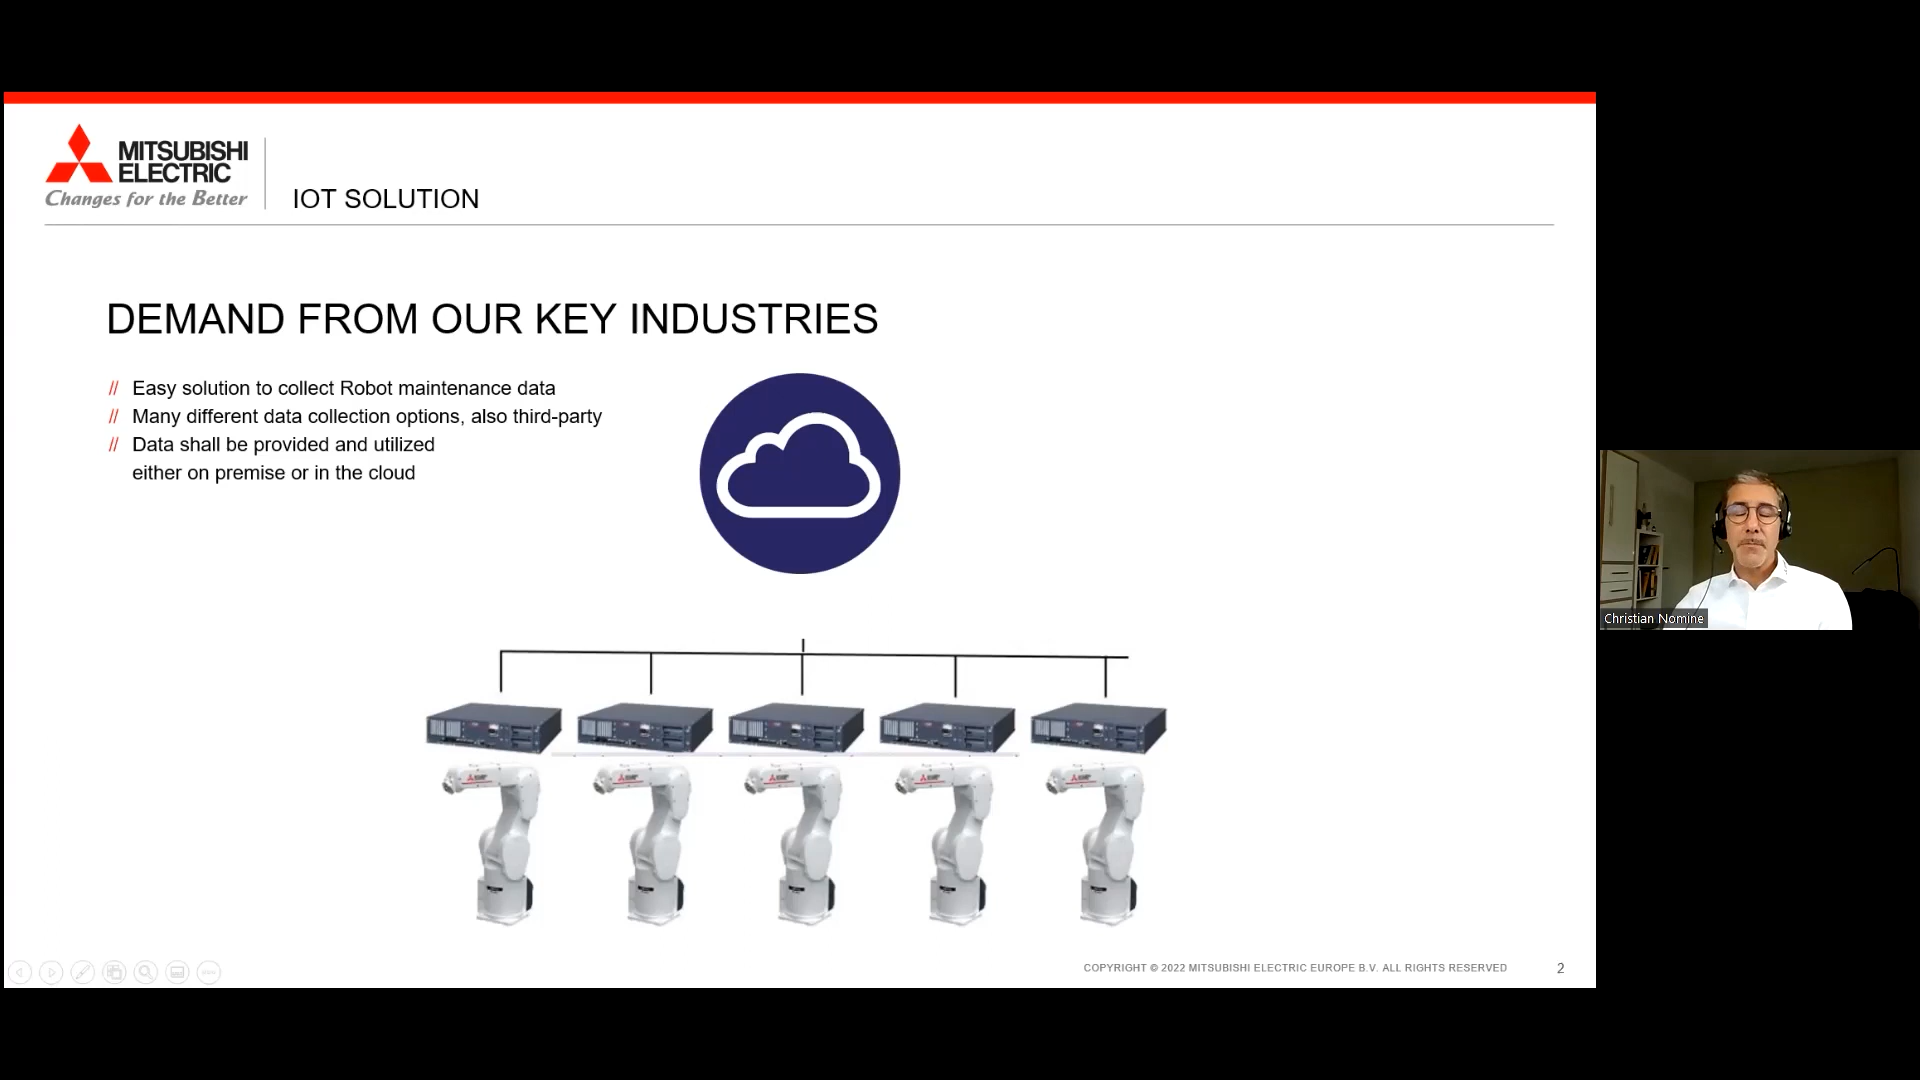 MITSUBISHI
ELECTRIC
Changes for the Better
IOT SOLUTION
DEMAND FROM OUR KEY INDUSTRIES
// Easy solution to collect Robot maintenance data
// Many different data collection options, also third-party
// Data shall be provided and utilized
either on premise or in the cloud
Christian Nomine
COPYRIGHT © 2022 MITSUBISHI ELECTRIC EUROPE B.V. ALL RIGHTS RESERVED
2